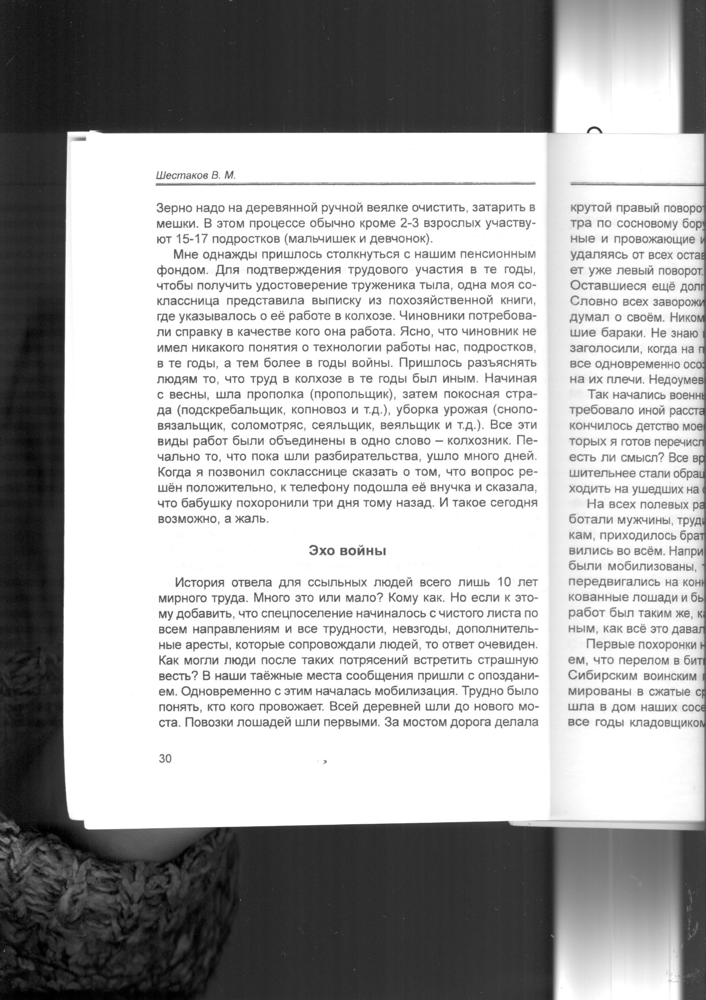 Шестаков В. М.
Зерно надо на деревянной ручной веялке очистить, затарить в
мешки. В этом процессе обычно кроме 2-3 взрослых участву-
ют 15-17 подростков (мальчишек и девчонок).
Мне однажды пришлось столкнуться с нашим пенсионным
фондом. Для подтверждения трудового участия в те годы,
чтобы получить удостоверение труженика тыла, одна моя со-
классница представила выписку из похозяйственной книги,
где указывалось о её работе в колхозе. Чиновники потребова-
ли справку в качестве кого она работа. Ясно, что чиновник не
имел никакого понятия о технологии работы нас, подростков,
в те годы, а тем более в годы войны. Пришлось разъяснять
людям то, что труд в колхозе в те годы был иным. Начиная
с весны, шла прополка (пропольщик), затем покосная стра-
да (подскребальщик, копновоз и т.д.), уборка урожая (снопо-
вязальщик, соломотряс, сеяльщик, веяльщик и т.д.). Все эти
виды работ были объединены в одно слово – колхозник. Пе-
чально то, что пока шли разбирательства, ушло много дней.
Когда я позвонил соклассницe сказать о том, что вопрос ре-
шён положительно, к телефону подошла её внучка и сказала,
что бабушку похоронили три дня тому назад. И такое сегодня
возможно, а жаль.
Эхо войны
История отвела для ссыльных людей всего лишь 10 лет
мирного труда. Много это или мало? Кому как. Но если к это-
му добавить, что спецпоселение начиналось с чистого листа по
всем направлениям и все трудности, невзгоды, дополнитель-
ные аресты, которые сопровождали людей, то ответ очевиден.
Как могли люди после таких потрясений встретить страшную
весть? В наши таёжные места сообщения пришли с опоздани-
ем. Одновременно с этим началась мобилизация. Трудно было
понять, кто кого провожает. Всей деревней шли до нового мо-
ста. Повозки лошадей шли первыми. За мостом дорога делала
30
крутой правый
тра по сосновому
ные и провожающие
удаляясь от всех
ет уже левый поворот.
Оставшиеся ещё
Словно всех
думал о своём.
шие бараки. Не знаю
заголосили, когда на
все одновременно
на их плечи.
Так начались
требовало иной
кончилось детство
торых я готов
есть ли смысл? Все
шительнее стали
ходить на ушедших на
На всех полевых
ботали мужчины,
кам, приходилось
вились во всём.
были мобилизованы,
передвигались на
кованные лошади и
работ был таким же,
ным, как всё это
Первые похоронки
ем, что перелом в
Сибирским воинским
мированы в сжатые
шла в дом наших
все годы